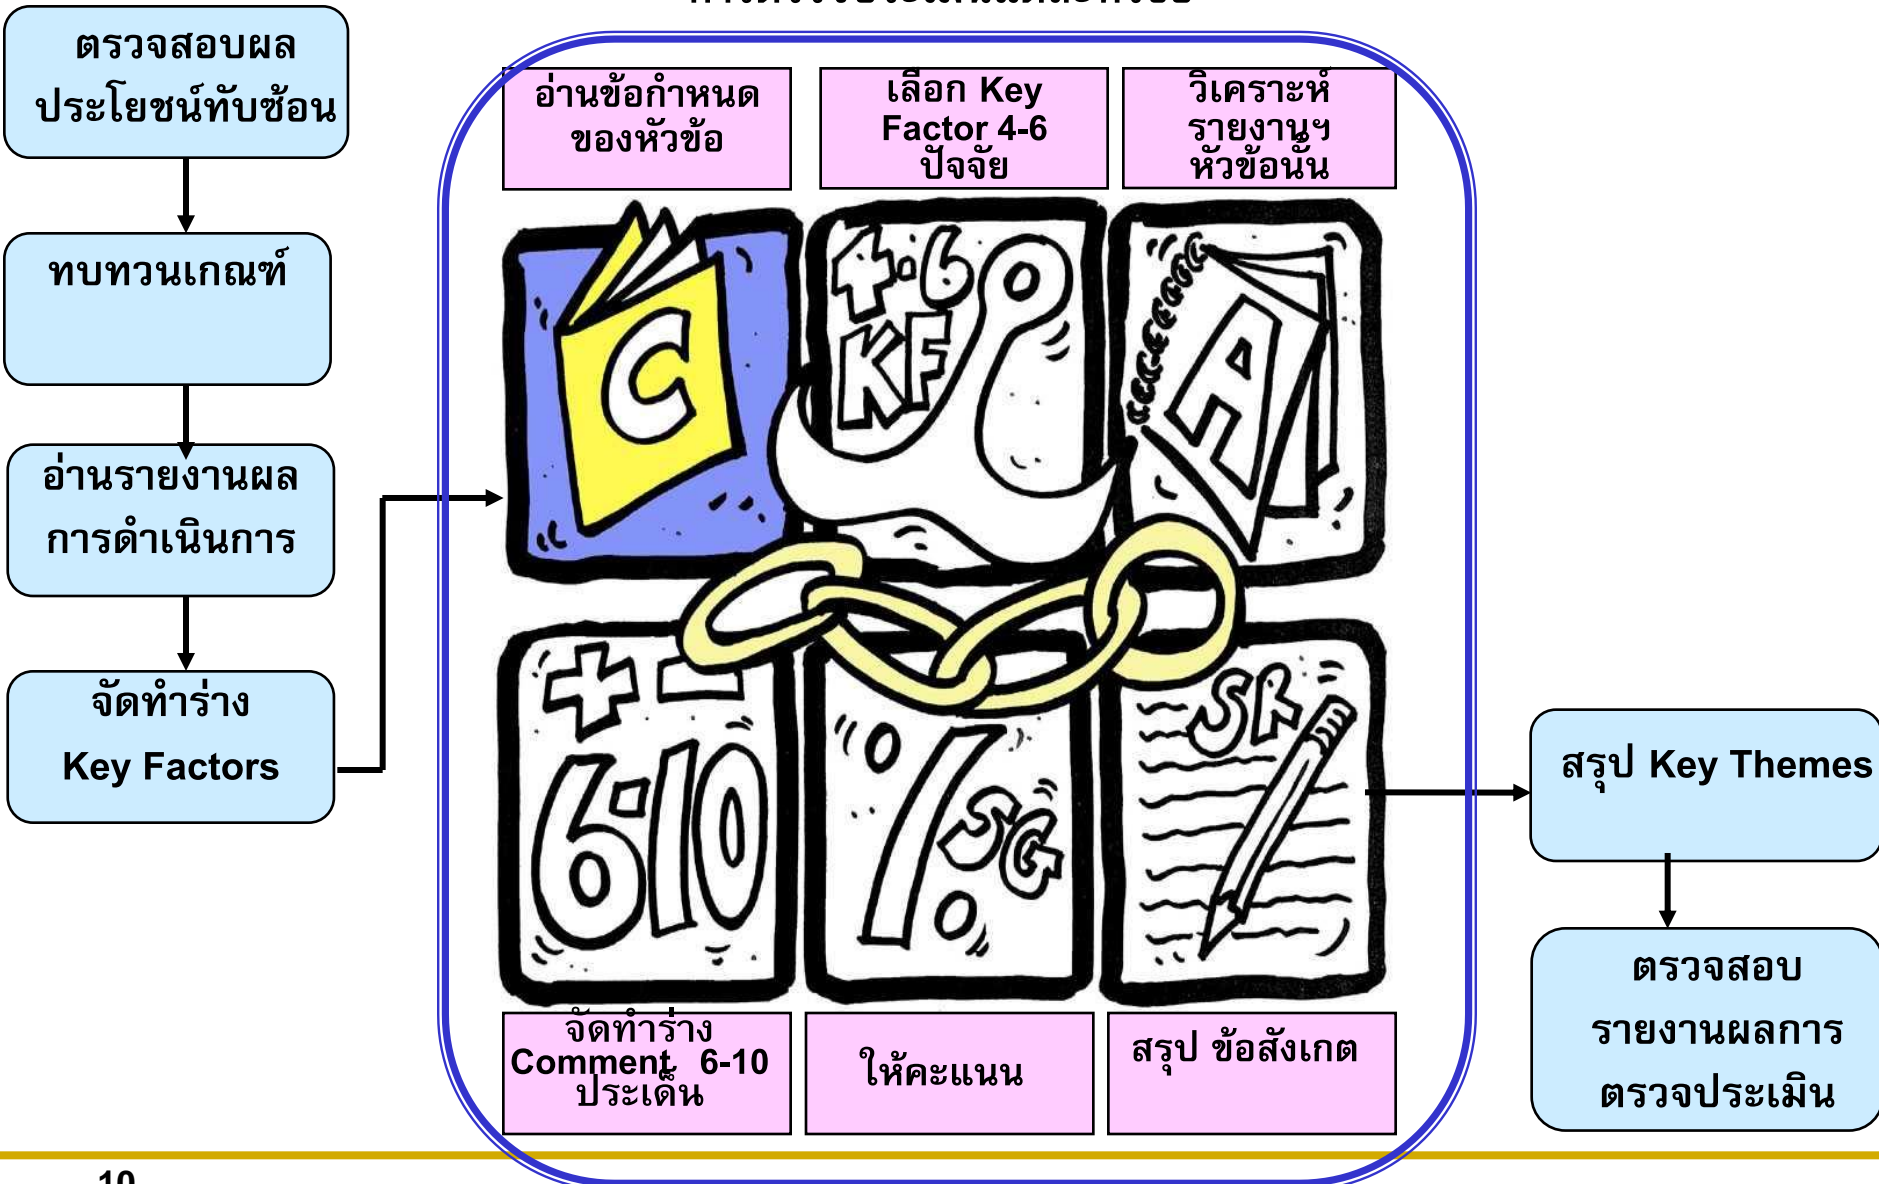 ตรวจสอบผล
ประโยชน์ทับซ้อน
ทบทวนเกณฑ์
อ่านรายงานผล
การดำเนินการ
จัดทำร่าง
Key Factors
อ่านข้อกำหนด
ของหัวข้อ
เลือก Key
Factor 4-6
ปัจจัย
วิเคราะห์
รายงานฯ
หัวข้อนั้น
C
4-6
KF
A
+ -
6-10
%
SG
SR
จัดทำร่าง
Comment 6-10
ประเด็น
ให้คะแนน
สรุป ข้อสังเกต
สรุป Key Themes
ตรวจสอบ
รายงานผลการ
ตรวจประเมิน
10